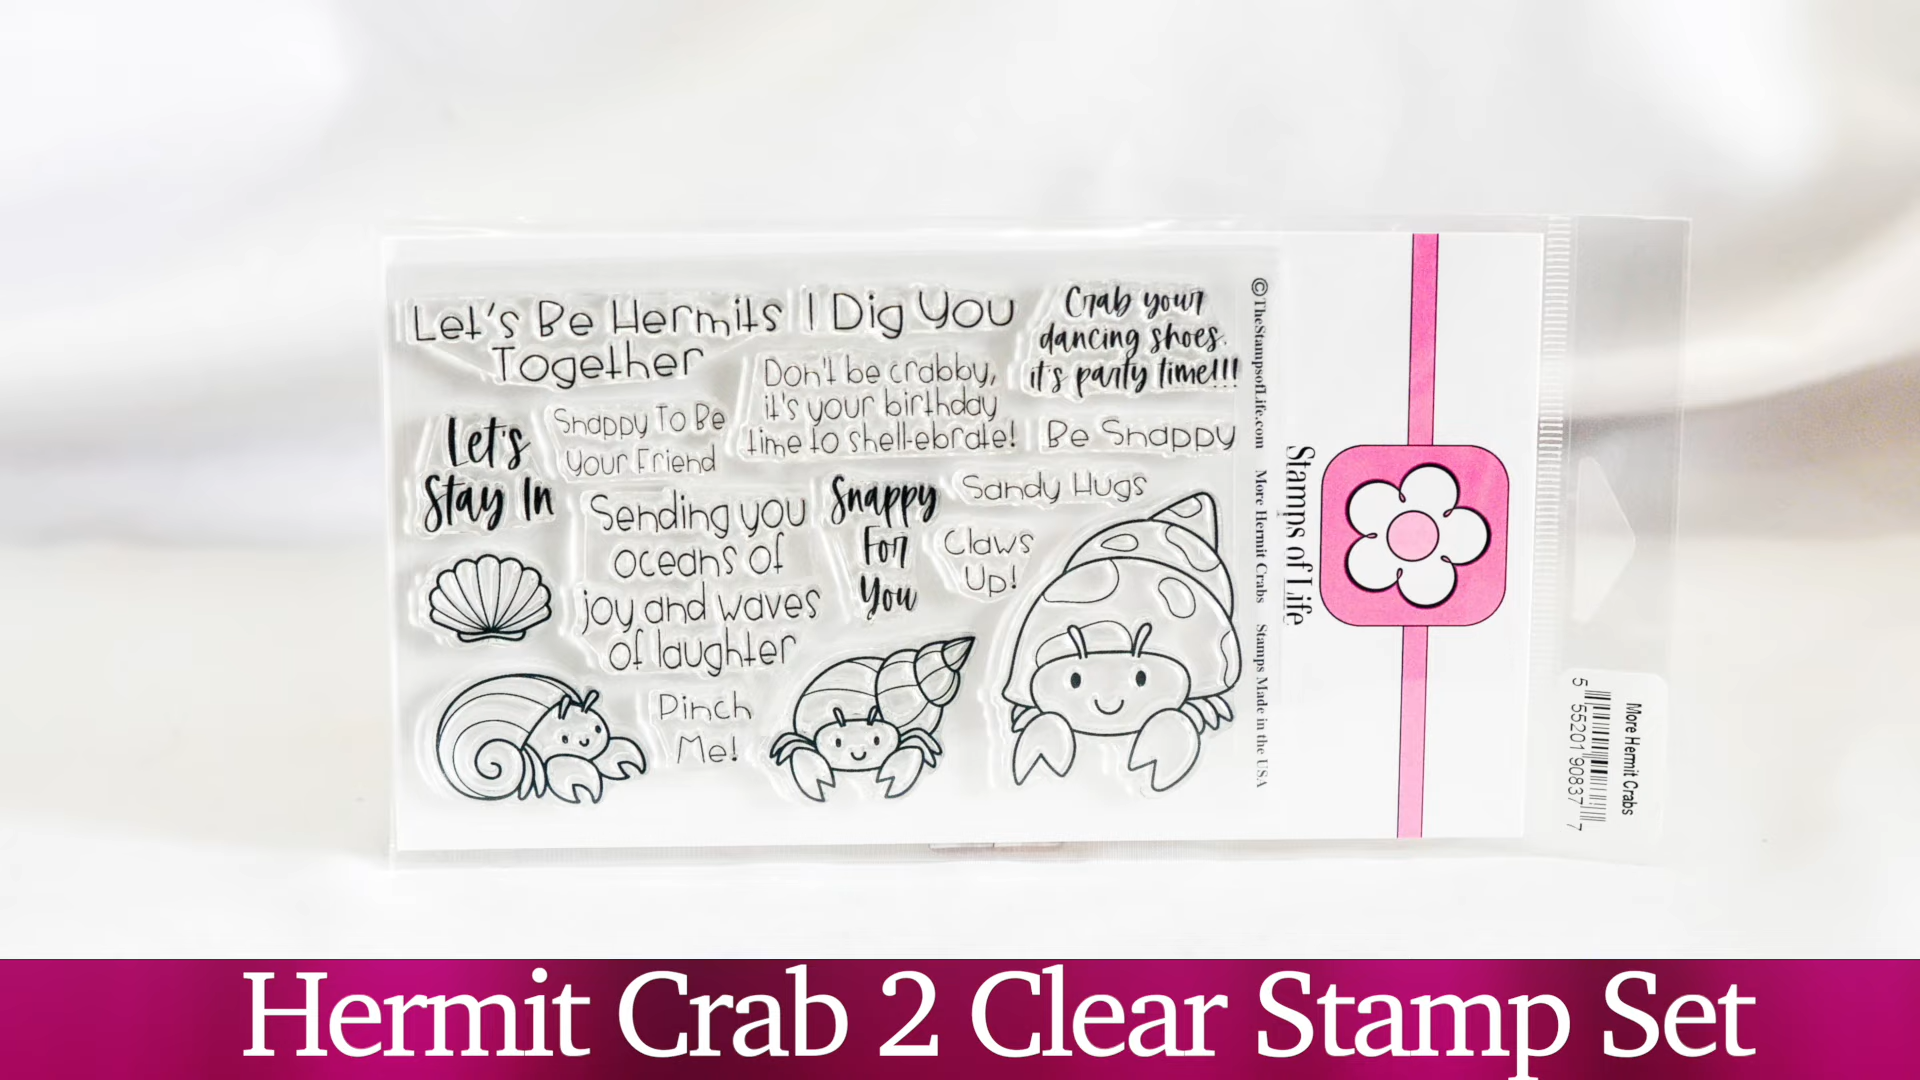 Let's Be Hermits
Together
I Dig You
Crab your
dancing shoes.
it's party time!!!
Don't be crabby,
it's your birthday
time to shell-ebrate!
Let's
Stay In
Snappy To Be
Your Friend
Be Snappy
Sending you
oceans of
joy and waves
of laughter
Snappy
For
You
Sandy Hugs
Claws
Up!
Pinch
Me!
©TheStampsofLife.com More Hermit Crabs Stamps Made in the USA
Stamps of Life
More Hermit Crabs
5 55201 90837 7
Hermit Crab 2 Clear Stamp Set